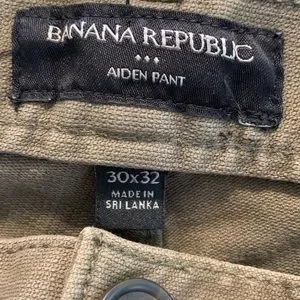 BANANA REPUBLIC
AIDEN PANT
30x32
MADE IN
SRI LANKA